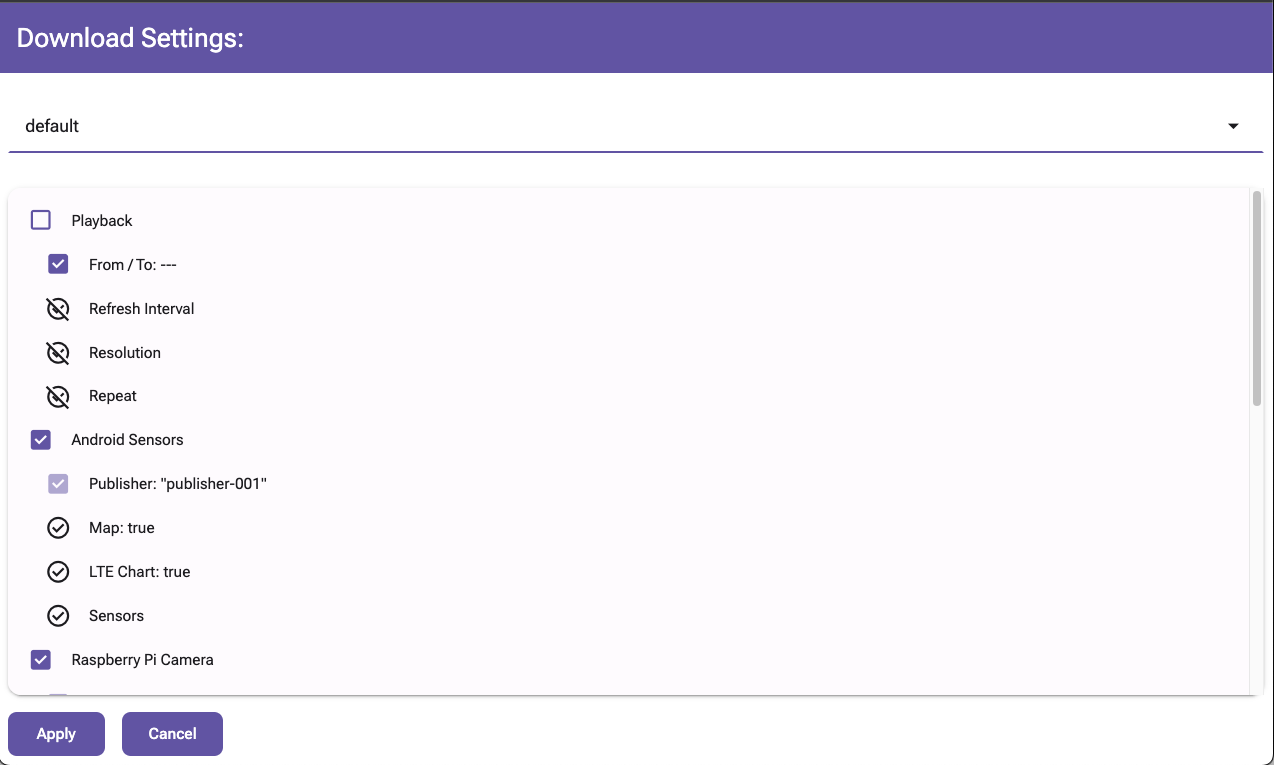 Download Settings:
default
Playback
From / To: ---
Refresh Interval
Resolution
Repeat
Android Sensors
Publisher: "publisher-001"
Map: true
LTE Chart: true
Sensors
Raspberry Pi Camera
Apply
Cancel